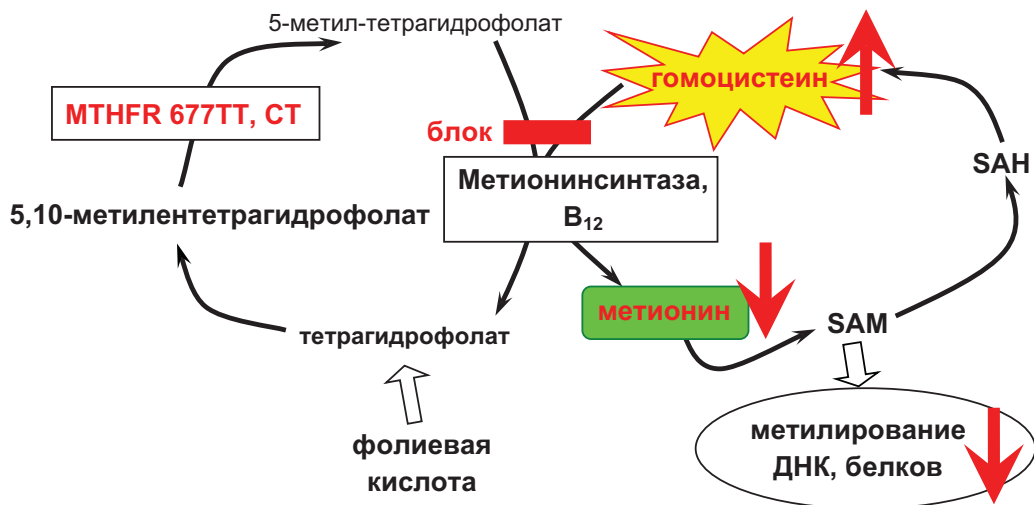 5-метил-тетрагидрофолат
гомоцистеин
MTHFR 677TT, CT
блок
SAH
Метионинсинтаза,
B₁₂
5,10-метилентетрагидрофолат
метионин
SAM
тетрагидрофолат
метилирование
ДНК, белков
фолиевая
кислота